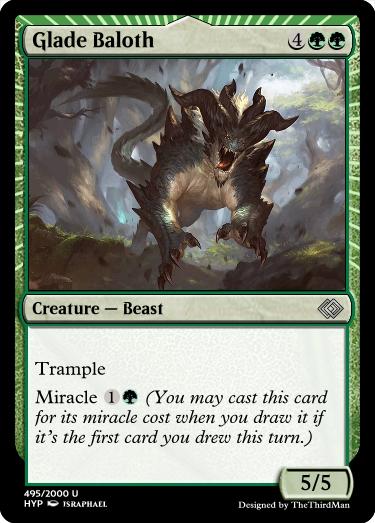 Glade Baloth 4
Creature — Beast
Trample
Miracle 1 (You may cast this card
for its miracle cost when you draw it if
it's the first card you drew this turn.)
5/5
495/2000 U
HYP ISRAPHAEL Designed by TheThirdMan